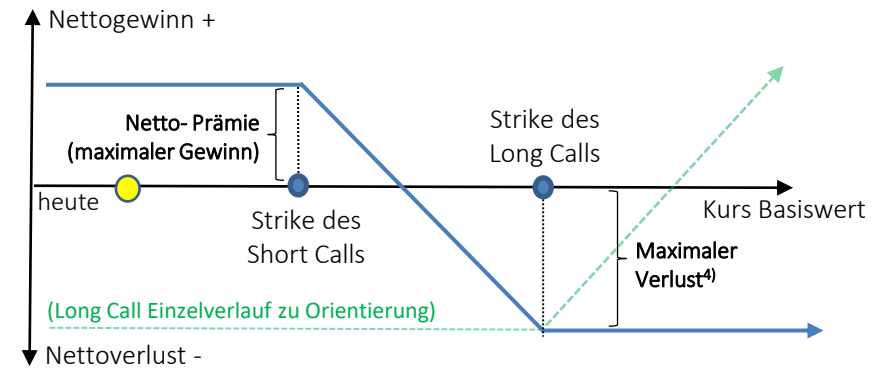 Nettogewinn +
Netto- Prämie
(maximaler Gewinn)
Strike des
Long Calls
heute
Strike des
Short Calls
Kurs Basiswert
Maximaler
Verlust⁴⁾
(Long Call Einzelverlauf zu Orientierung)
Nettoverlust -